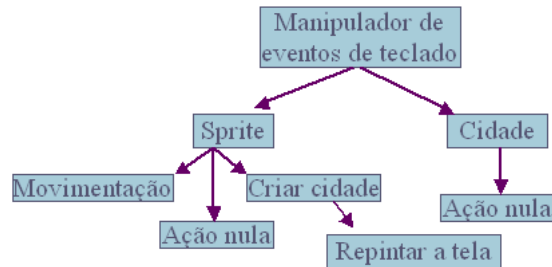 Manipulador de
eventos de teclado
Sprite
Cidade
Movimentação
Criar cidade
Ação nula
Ação nula
Repintar a tela